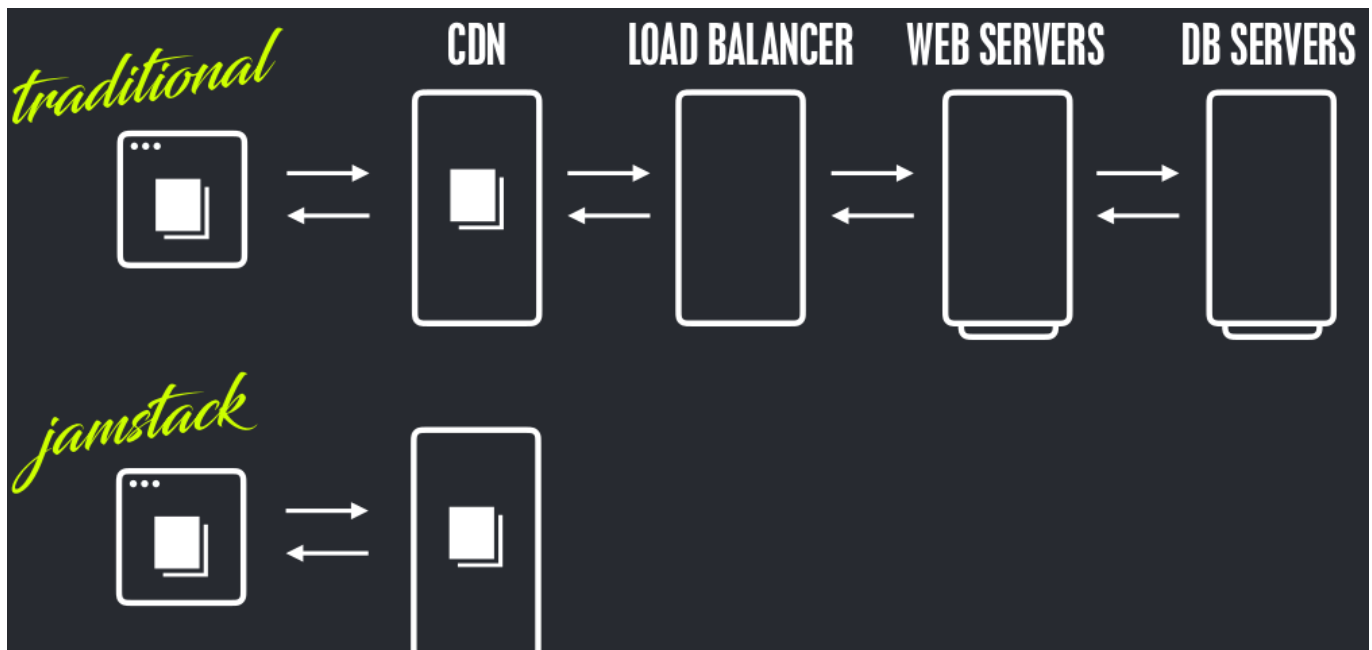 traditional
CDN
LOAD BALANCER
WEB SERVERS
DB SERVERS
jamstack